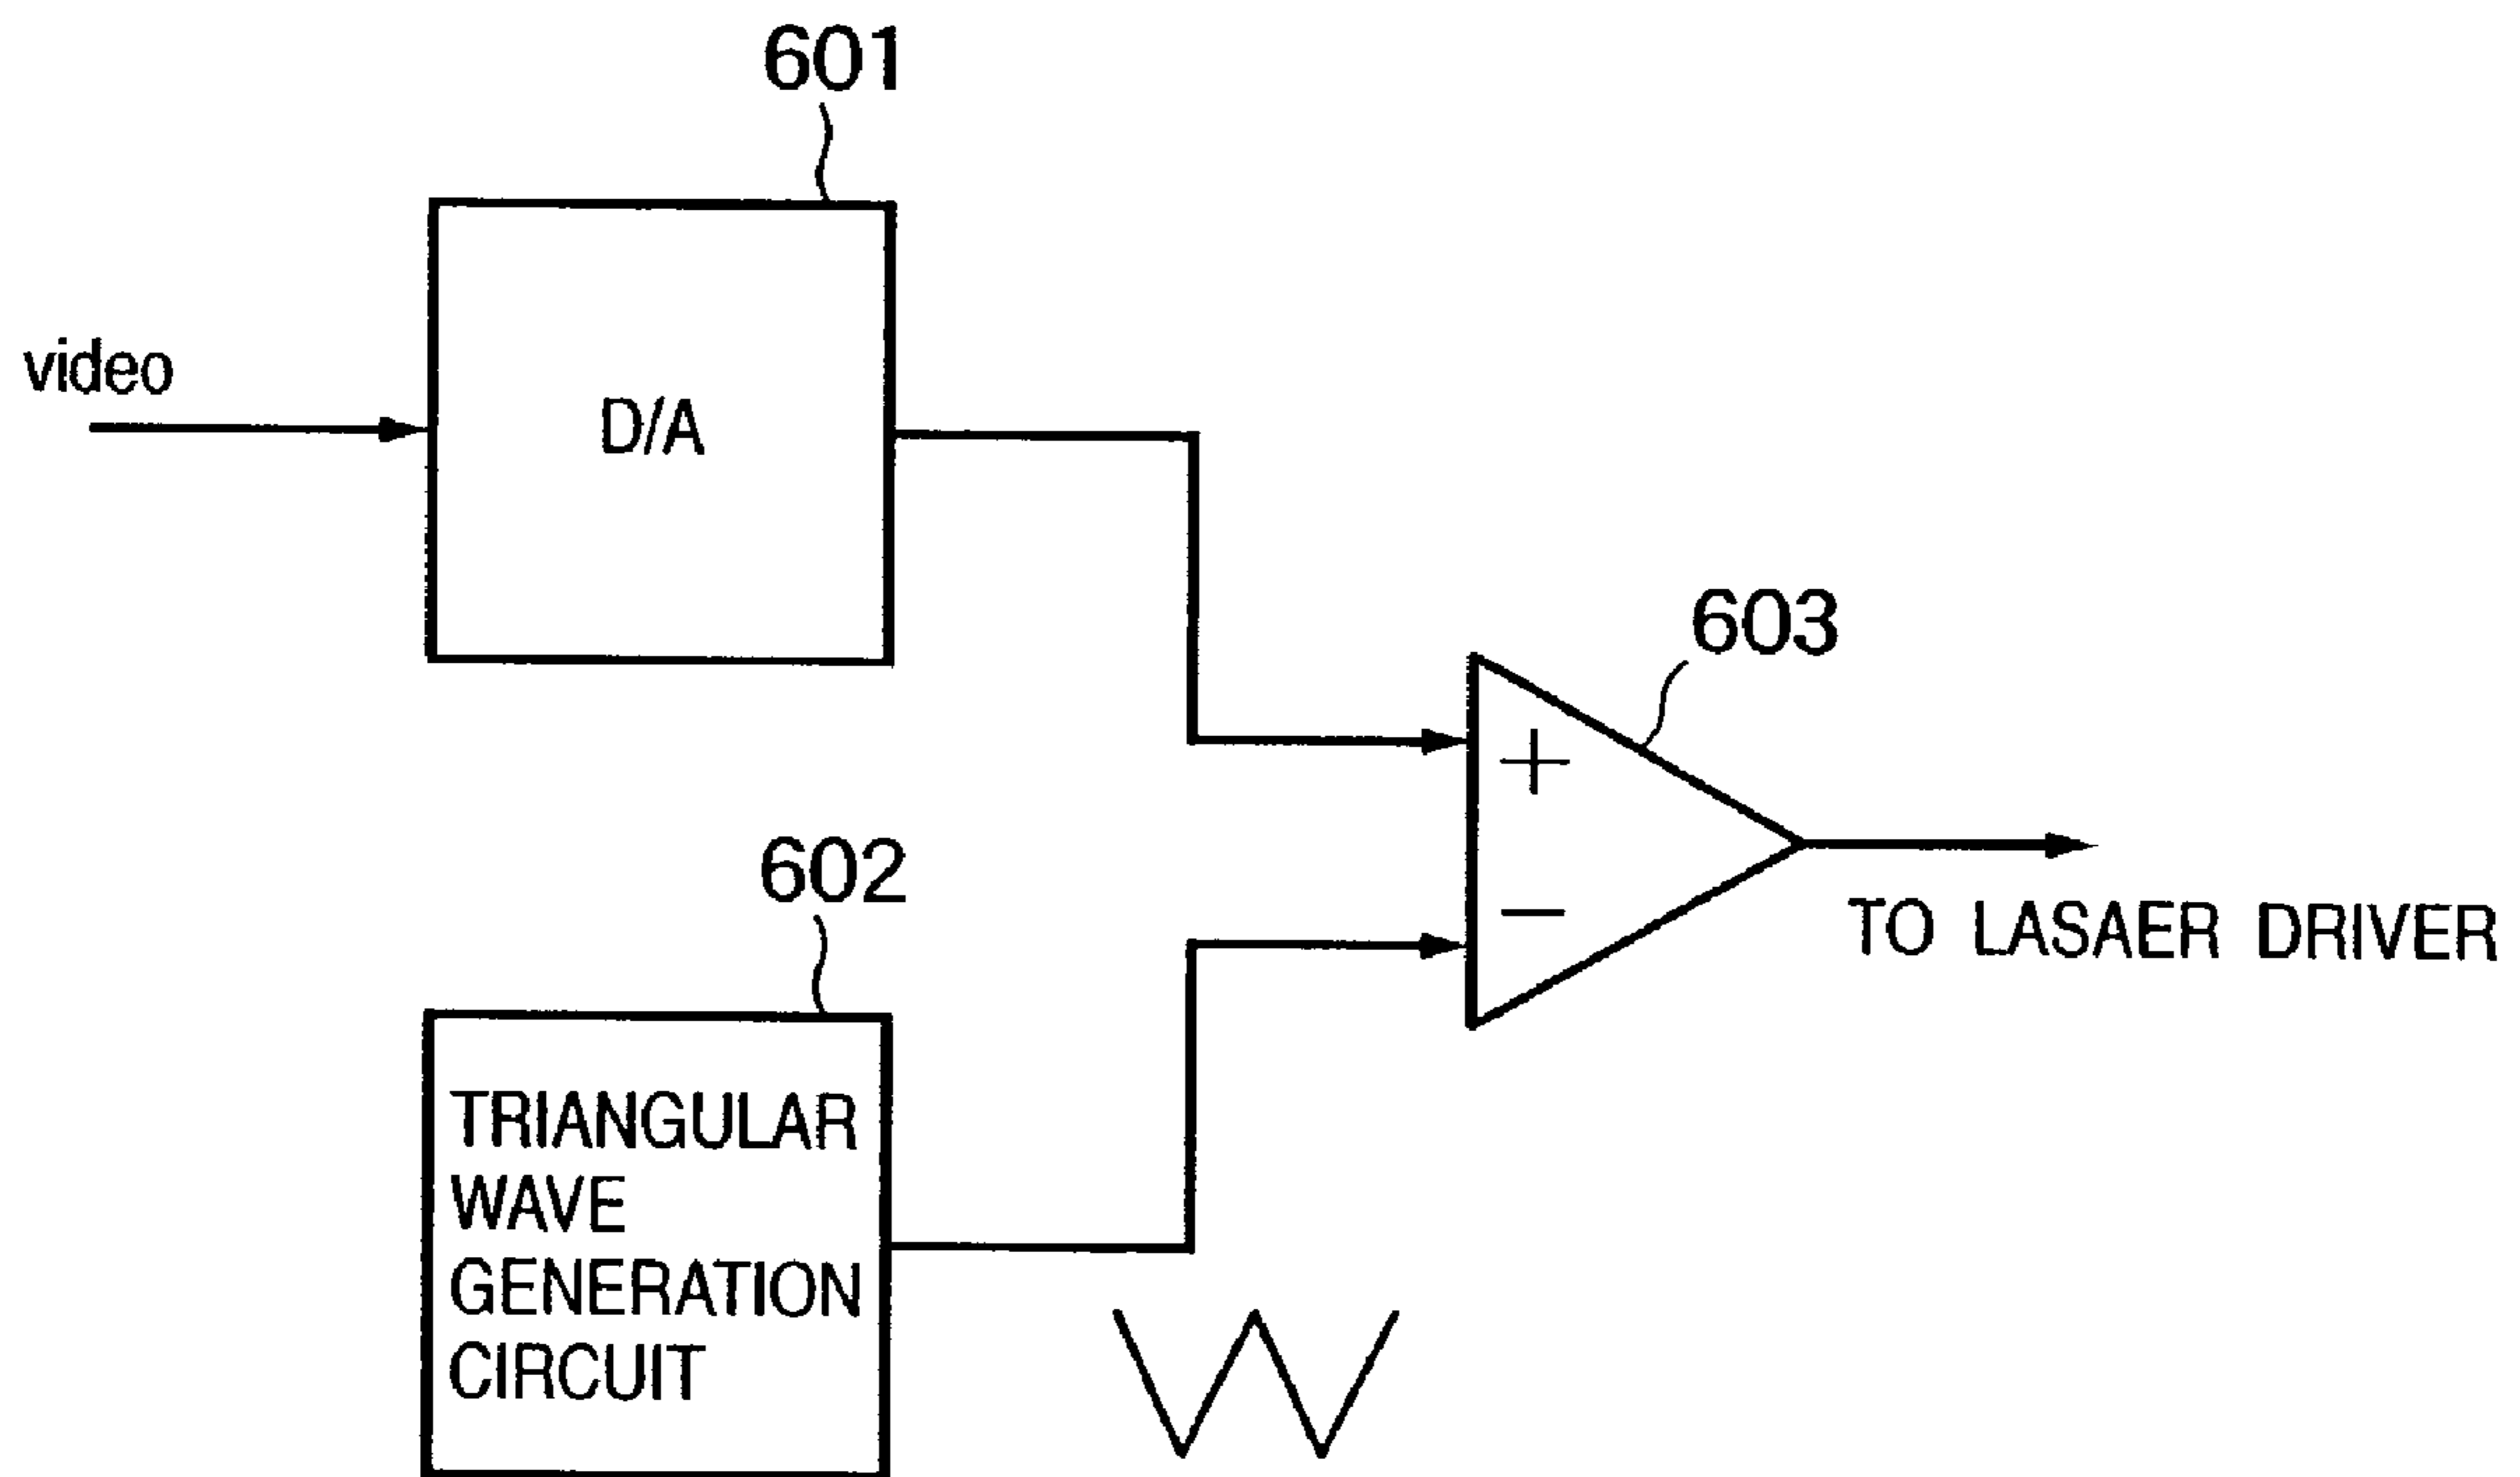 601
video
D/A
603
+
−
602
TO LASAER DRIVER
TRIANGULAR
WAVE
GENERATION
CIRCUIT